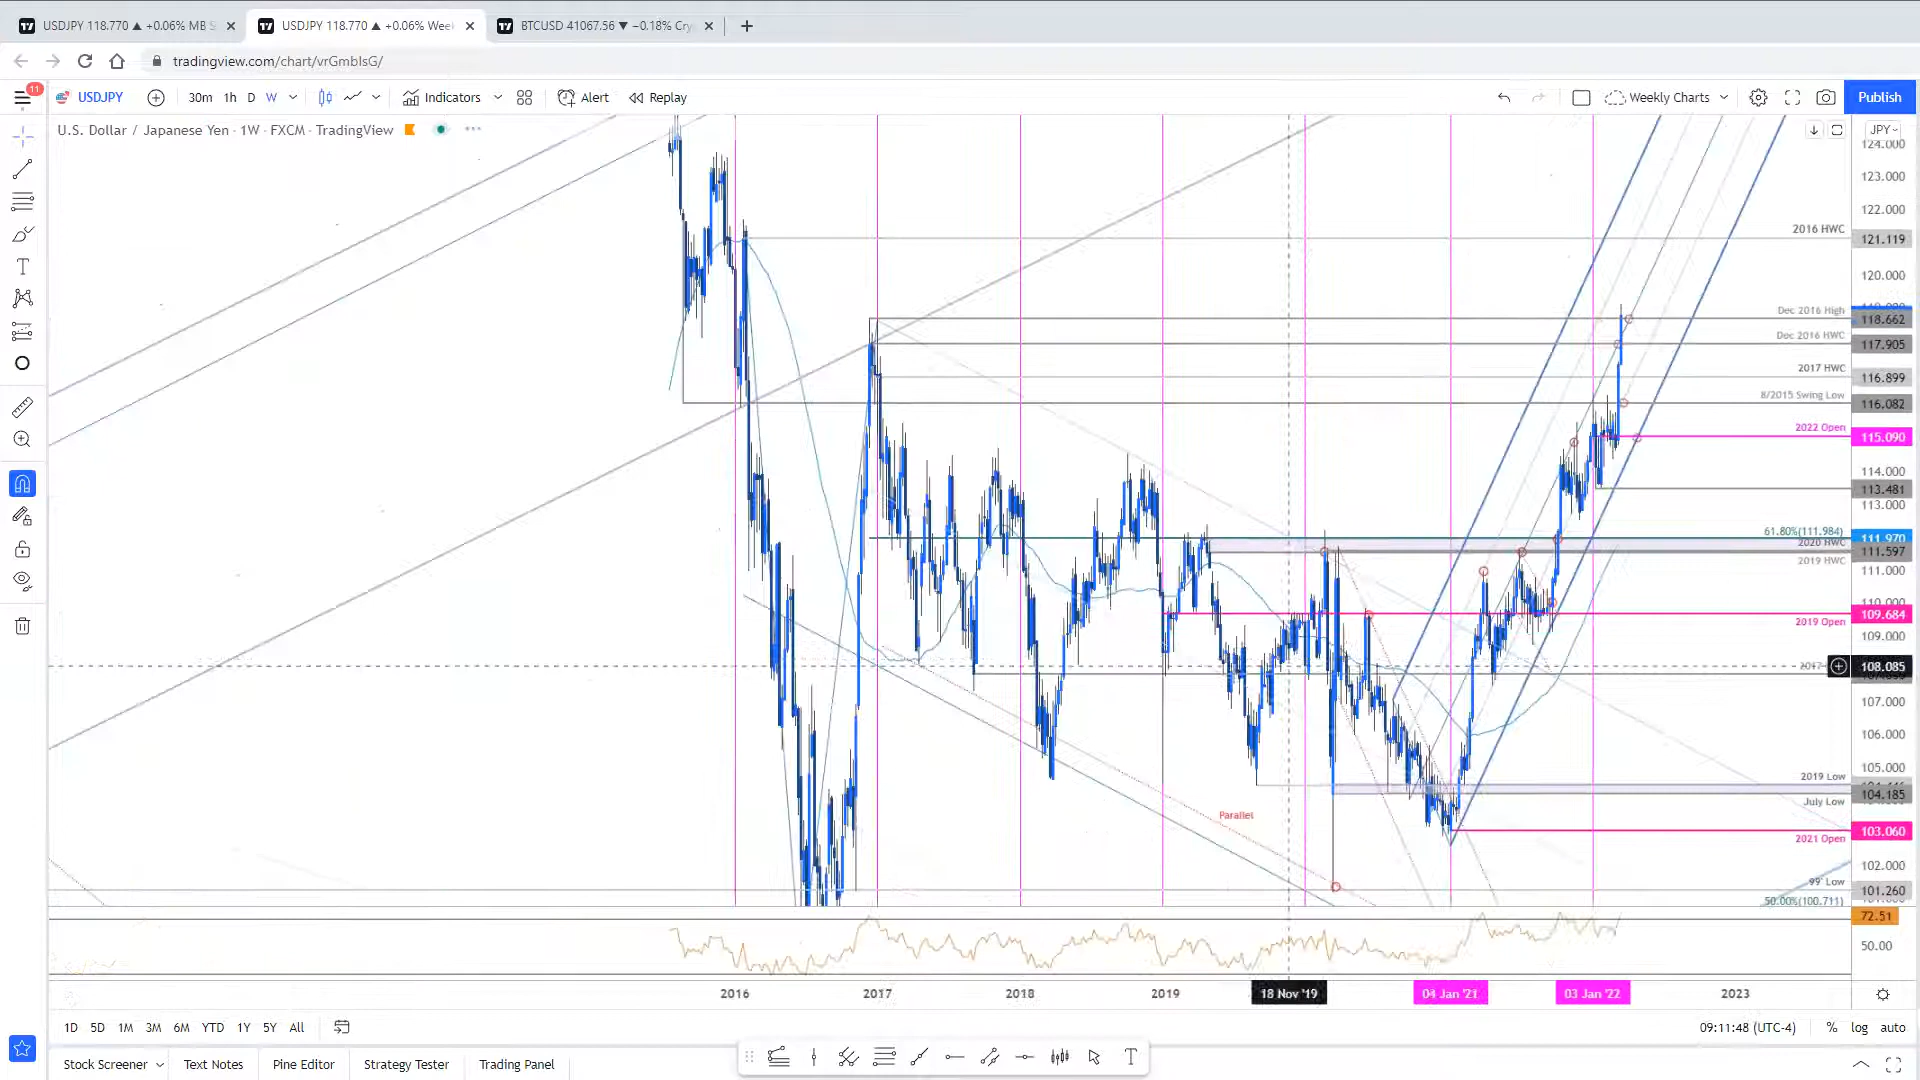 USDJPY 118.770 ▲ +0.06% MB S
USDJPY 118.770 ▲ +0.06% Week
BTCUSD 41067.56 ▼ −0.18% Cry
tradingview.com/chart/vrGmblsG/
11
USDJPY
30m 1h D W
Indicators
Alert
Replay
Weekly Charts
Publish
U.S. Dollar / Japanese Yen · 1W · FXCM · TradingView
JPY
124.000
123.000
122.000
2016 HWC
121.119
120.000
Dec 2016 High
118.662
Dec 2016 HWC
117.905
2017 HWC
116.899
8/2015 Swing Low
116.082
2022 Open
115.090
114.000
113.481
113.000
61.80%(111.984)
111.970
2020 HWC
111.597
2019 HWC
111.000
110.000
109.684
2019 Open
109.000
108.085
107.000
106.000
105.000
2019 Low
104.185
July Low
Parallel
103.060
2021 Open
102.000
99' Low
101.260
50.00%(100.711)
72.51
50.00
2016 2017 2018 2019 18 Nov '19 04 Jan '21 03 Jan '22 2023
1D 5D 1M 3M 6M YTD 1Y 5Y All
09:11:48 (UTC-4) % log auto
Stock Screener
Text Notes
Pine Editor
Strategy Tester
Trading Panel
T